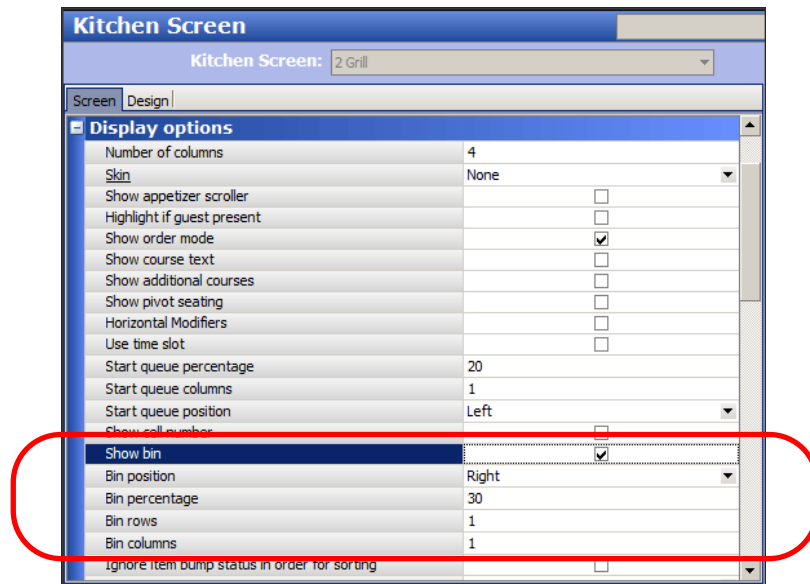 Kitchen Screen
Kitchen Screen: 2 Grill
Screen Design
Display options
Number of columns 4
Skin None
Show appetizer scroller
Highlight if guest present
Show order mode
Show course text
Show additional courses
Show pivot seating
Horizontal Modifiers
Use time slot
Start queue percentage 20
Start queue columns 1
Start queue position Left
Show cell number
Show bin
Bin position Right
Bin percentage 30
Bin rows 1
Bin columns 1
Ignore item bump status in order for sorting